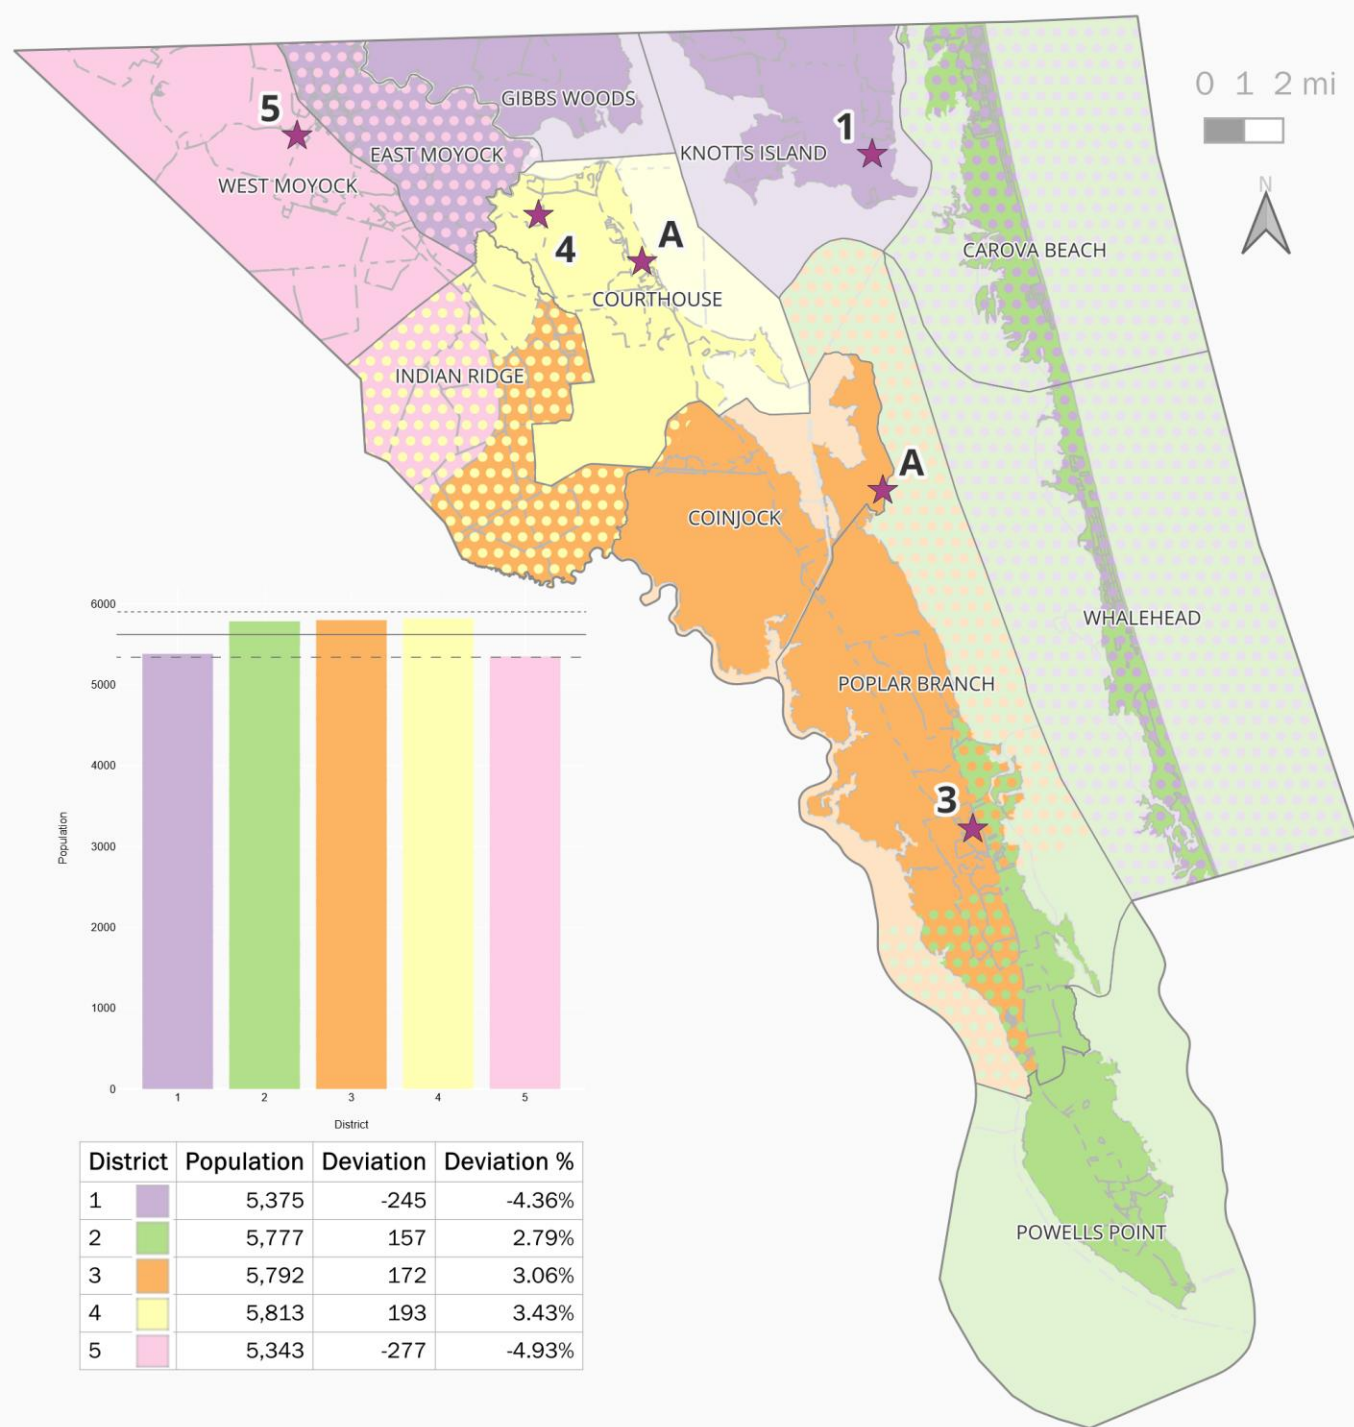 0 1 2 mi
N
5
GIBBS WOODS
1
EAST MOYOCK
KNOTTS ISLAND
WEST MOYOCK
4
A
CAROVA BEACH
COURTHOUSE
INDIAN RIDGE
A
COINJOCK
WHALEHEAD
POPLAR BRANCH
3
POWELLS POINT
6000
5000
4000
3000
2000
1000
0
Population
1 2 3 4 5
District
District Population Deviation Deviation %
1 5,375 -245 -4.36%
2 5,777 157 2.79%
3 5,792 172 3.06%
4 5,813 193 3.43%
5 5,343 -277 -4.93%